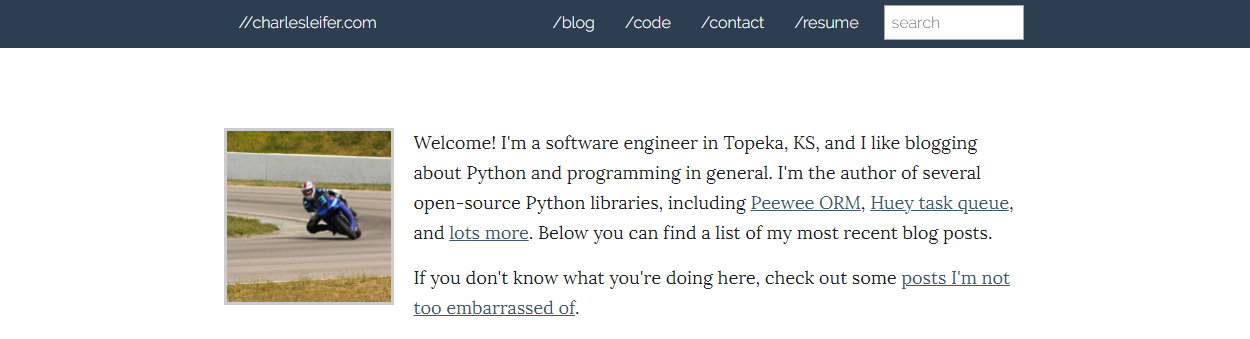 //charlesleifer.com /blog /code /contact /resume search
Welcome! I'm a software engineer in Topeka, KS, and I like blogging
about Python and programming in general. I'm the author of several
open-source Python libraries, including Peewee ORM, Huey task queue,
and lots more. Below you can find a list of my most recent blog posts.
If you don't know what you're doing here, check out some posts I'm not
too embarrassed of.